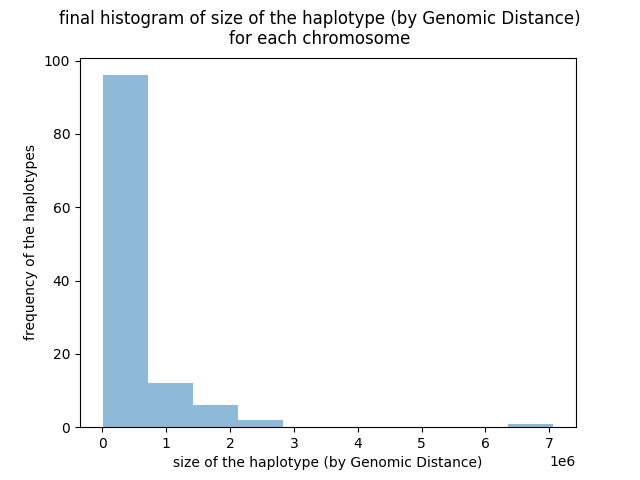 final histogram of size of the haplotype (by Genomic Distance)
for each chromosome
100
80
60
40
20
0
frequency of the haplotypes
0 1 2 3 4 5 6 7
1e6
size of the haplotype (by Genomic Distance)